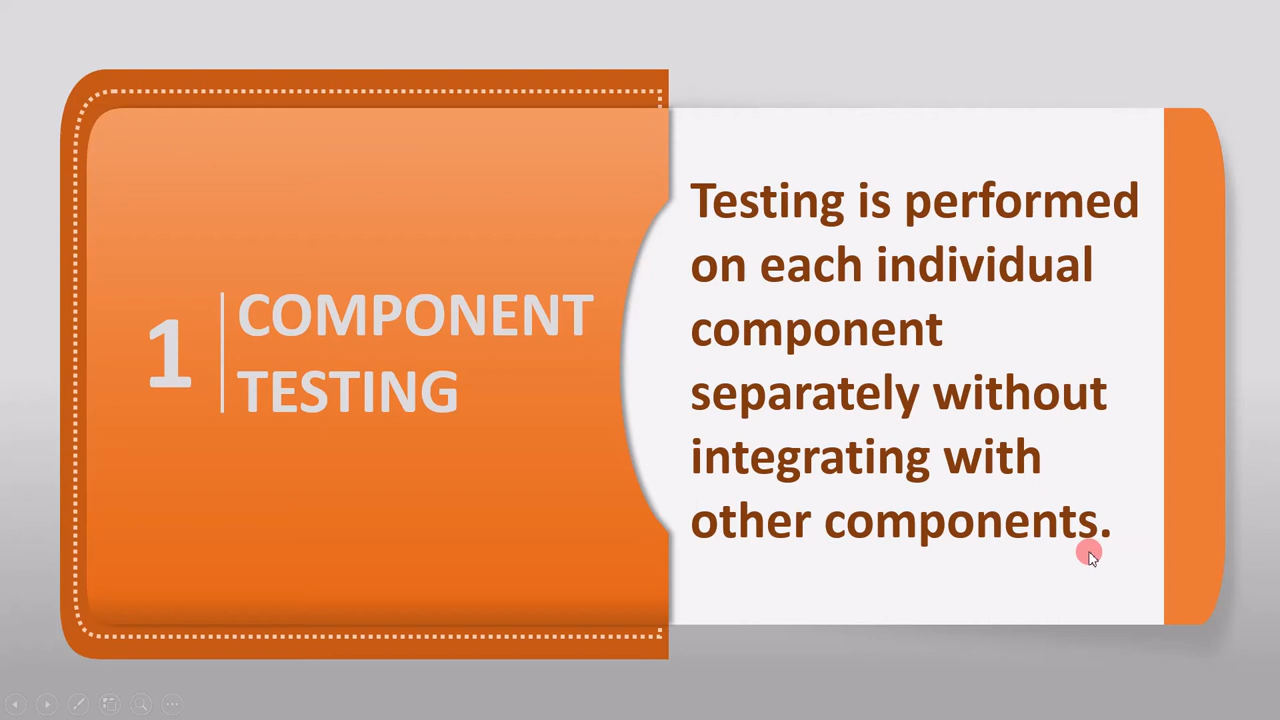 1
COMPONENT
TESTING
Testing is performed
on each individual
component
separately without
integrating with
other components.